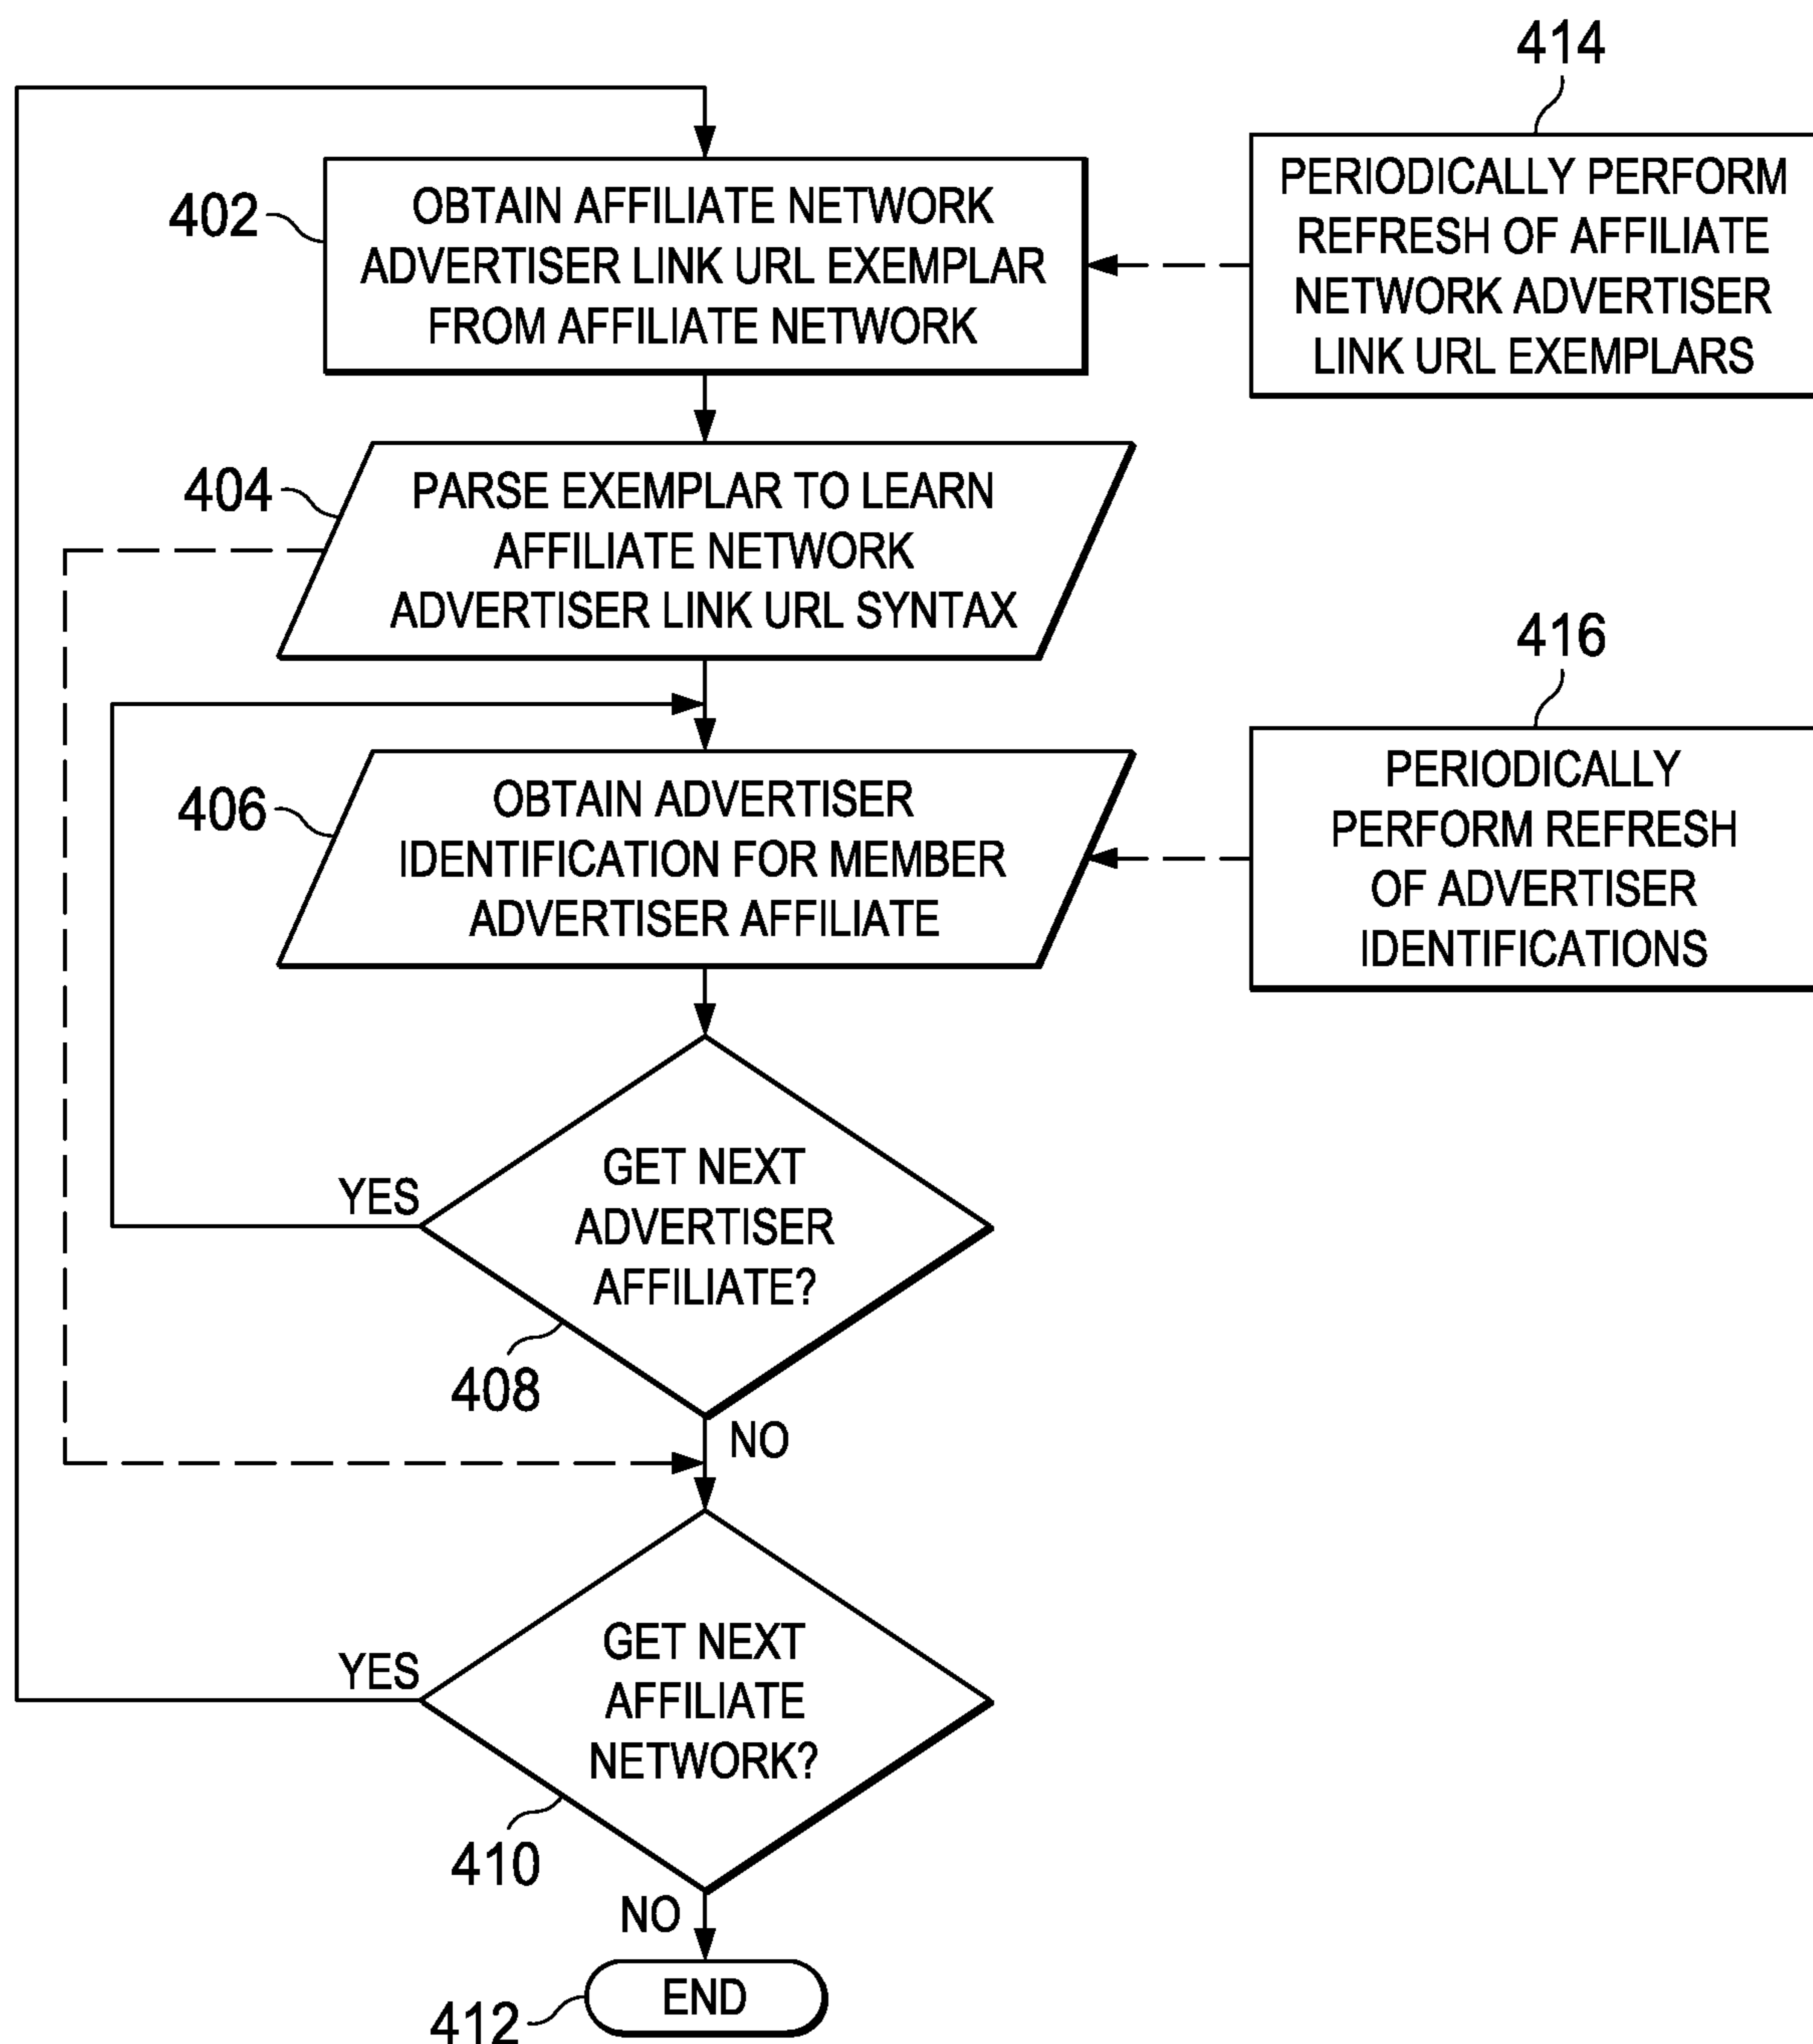 414
402
OBTAIN AFFILIATE NETWORK
ADVERTISER LINK URL EXEMPLAR
FROM AFFILIATE NETWORK
PERIODICALLY PERFORM
REFRESH OF AFFILIATE
NETWORK ADVERTISER
LINK URL EXEMPLARS
404
PARSE EXEMPLAR TO LEARN
AFFILIATE NETWORK
ADVERTISER LINK URL SYNTAX
416
406
OBTAIN ADVERTISER
IDENTIFICATION FOR MEMBER
ADVERTISER AFFILIATE
PERIODICALLY
PERFORM REFRESH
OF ADVERTISER
IDENTIFICATIONS
YES
GET NEXT
ADVERTISER
AFFILIATE?
408
NO
YES
GET NEXT
AFFILIATE
NETWORK?
410
NO
END
412